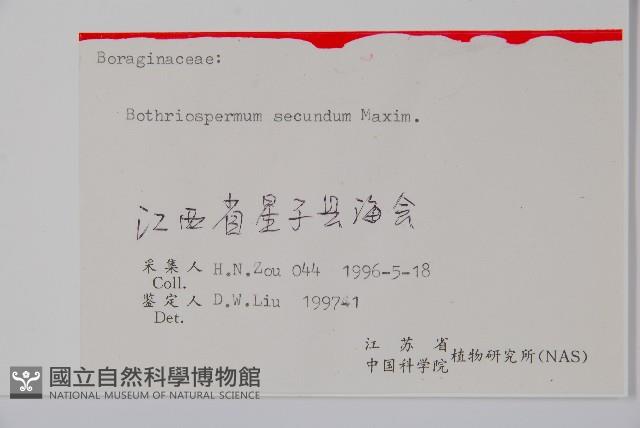 Boraginaceae:
Bothriospermum secundum Maxim.
江西省星子县海会
采集人 H.N.Zou 044 1996-5-18
Coll.
鉴定人 D.W.Liu 1997-1
Det.
江苏省
中国科学院 植物研究所(NAS)
國立自然科學博物館
NATIONAL MUSEUM OF NATURAL SCIENCE